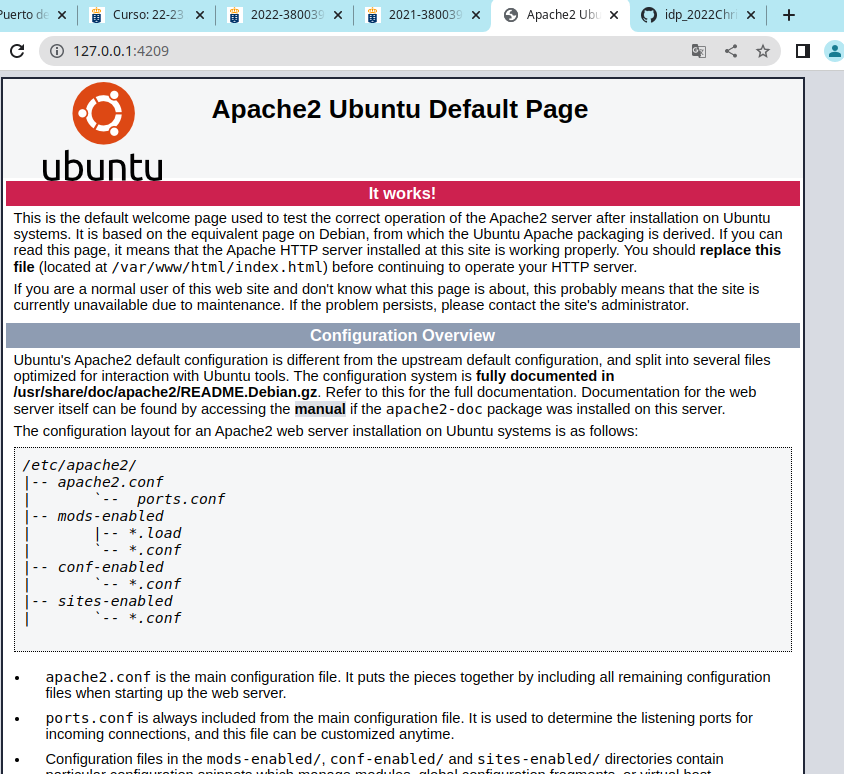 Puerto de
Curso: 22-23
2022-380039
2021-380039
Apache2 Ubu
idp_2022Chri
127.0.0.1:4209
ubuntu
Apache2 Ubuntu Default Page
It works!
This is the default welcome page used to test the correct operation of the Apache2 server after installation on Ubuntu
systems. It is based on the equivalent page on Debian, from which the Ubuntu Apache packaging is derived. If you can
read this page, it means that the Apache HTTP server installed at this site is working properly. You should replace this
file (located at /var/www/html/index.html) before continuing to operate your HTTP server.
If you are a normal user of this web site and don't know what this page is about, this probably means that the site is
currently unavailable due to maintenance. If the problem persists, please contact the site's administrator.
Configuration Overview
Ubuntu's Apache2 default configuration is different from the upstream default configuration, and split into several files
optimized for interaction with Ubuntu tools. The configuration system is fully documented in
/usr/share/doc/apache2/README.Debian.gz. Refer to this for the full documentation. Documentation for the web
server itself can be found by accessing the manual if the apache2-doc package was installed on this server.
The configuration layout for an Apache2 web server installation on Ubuntu systems is as follows:
/etc/apache2/
|-- apache2.conf
|       `--  ports.conf
|-- mods-enabled
|       |-- *.load
|       `-- *.conf
|-- conf-enabled
|       `-- *.conf
|-- sites-enabled
|       `-- *.conf
• apache2.conf is the main configuration file. It puts the pieces together by including all remaining configuration
files when starting up the web server.
• ports.conf is always included from the main configuration file. It is used to determine the listening ports for
incoming connections, and this file can be customized anytime.
• Configuration files in the mods-enabled/, conf-enabled/ and sites-enabled/ directories contain
particular configuration snippets which manage modules, global configuration fragments, or virtual host